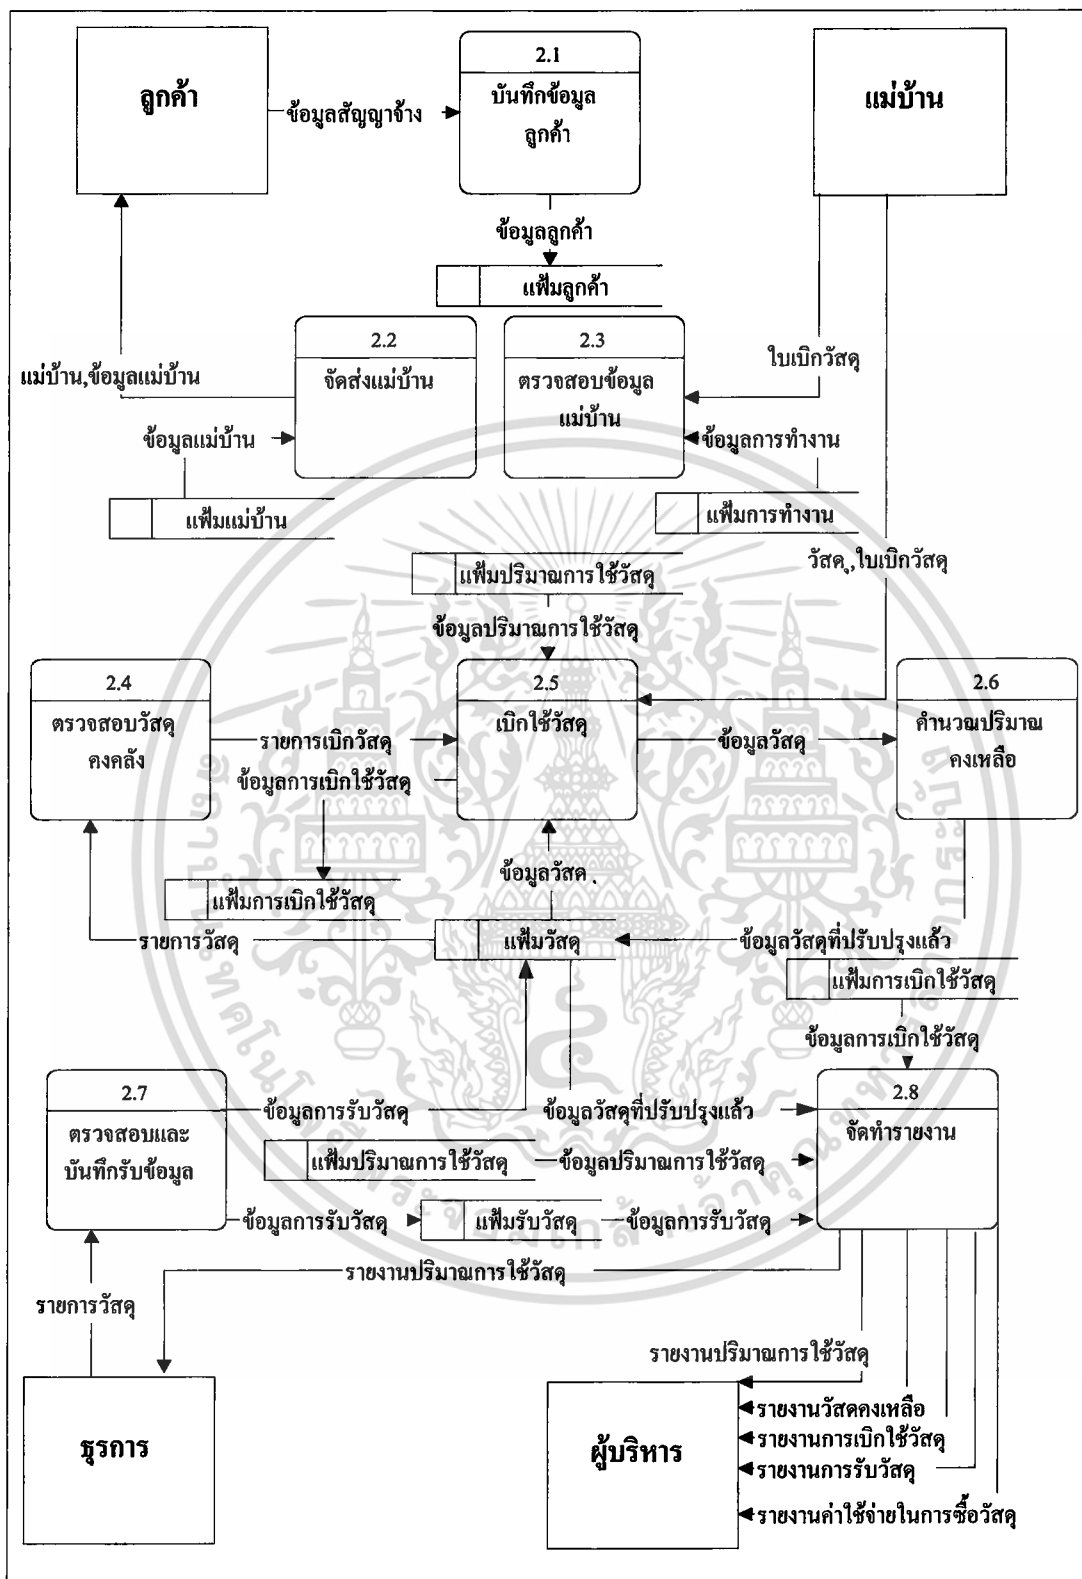 ลูกค้า
ข้อมูลสัญญาจ้าง
2.1
บันทึกข้อมูล
ลูกค้า
แม่บ้าน
ข้อมูลลูกค้า
แฟ้มลูกค้า
2.2
จัดส่งแม่บ้าน
2.3
ตรวจสอบข้อมูล
แม่บ้าน
ใบเบิกวัสดุ
แม่บ้าน,ข้อมูลแม่บ้าน
ข้อมูลแม่บ้าน
ข้อมูลการทำงาน
แฟ้มแม่บ้าน
แฟ้มการทำงาน
วัสดุ,ใบเบิกวัสดุ
แฟ้มปริมาณการใช้วัสดุ
ข้อมูลปริมาณการใช้วัสดุ
2.4
ตรวจสอบวัสดุ
คงคลัง
2.5
เบิกใช้วัสดุ
2.6
คำนวณปริมาณ
คงเหลือ
รายการเบิกวัสดุ
ข้อมูลวัสดุ
ข้อมูลการเบิกใช้วัสดุ
ข้อมูลวัสด
แฟ้มการเบิกใช้วัสดุ
รายการวัสดุ
แฟ้มวัสดุ
ข้อมูลวัสดุที่ปรับปรุงแล้ว
แฟ้มการเบิกใช้วัสดุ
ข้อมูลการเบิกใช้วัสดุ
2.7
ตรวจสอบและ
บันทึกรับข้อมูล
ข้อมูลการรับวัสดุ
ข้อมูลวัสดุที่ปรับปรุงแล้ว
2.8
จัดทำรายงาน
แฟ้มปริมาณการใช้วัสดุ
ข้อมูลปริมาณการใช้วัสดุ
ข้อมูลการรับวัสดุ
แฟ้มรับวัสดุ
ข้อมูลการรับวัสดุ
รายงานปริมาณการใช้วัสดุ
รายการวัสดุ
รายงานปริมาณการใช้วัสดุ
ธุรการ
ผู้บริหาร
รายงานวัสดคงเหลือ
รายงานการเบิกใช้วัสดุ
รายงานการรับวัสดุ
รายงานค่าใช้จ่ายในการซื้อวัสดุ